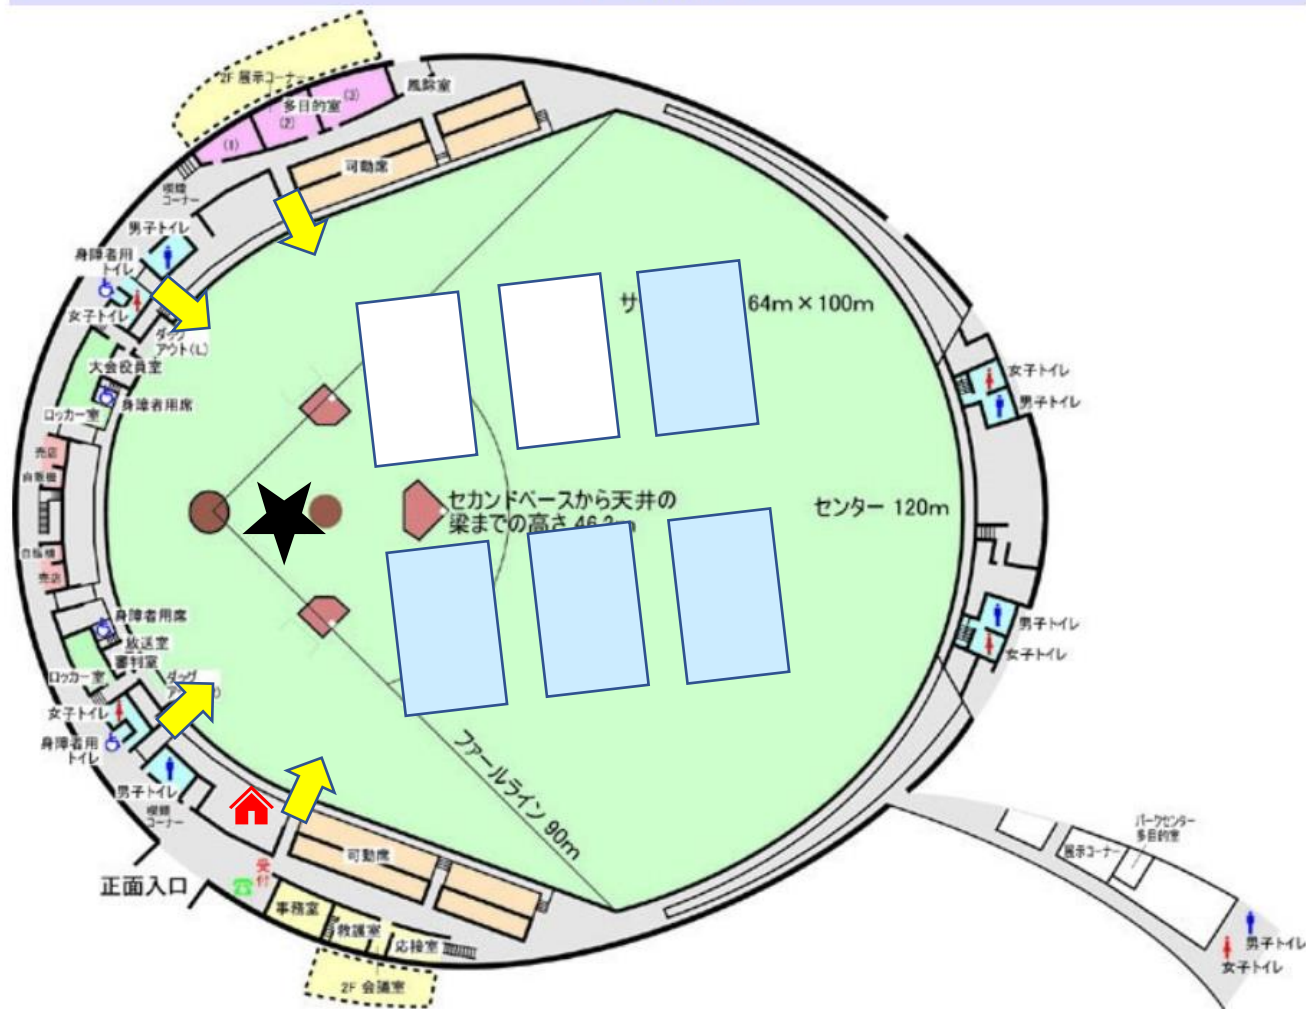 2F 展示コーナー
多目的室
(1)
(2)
(3)
風除室
可動席
喫煙
コーナー
男子トイレ
身障者用
トイレ
女子トイレ
ダッグ
アウト(L)
大会役員室
身障者用席
ロッカー室
売店
自販機
自販機
売店
身障者用席
放送室
審判室
ロッカー室
ダッグ
女子トイレ
身障者用
トイレ
男子トイレ
喫煙
コーナー
正面入口
受付
事務室
救護室
応接室
2F 会議室
可動席
サ
64m×100m
セカンドベースから天井の
梁までの高さ 46.2m
センター 120m
ファールライン 90m
女子トイレ
男子トイレ
男子トイレ
女子トイレ
パークセンター
多目的室
展示コーナー
男子トイレ
女子トイレ